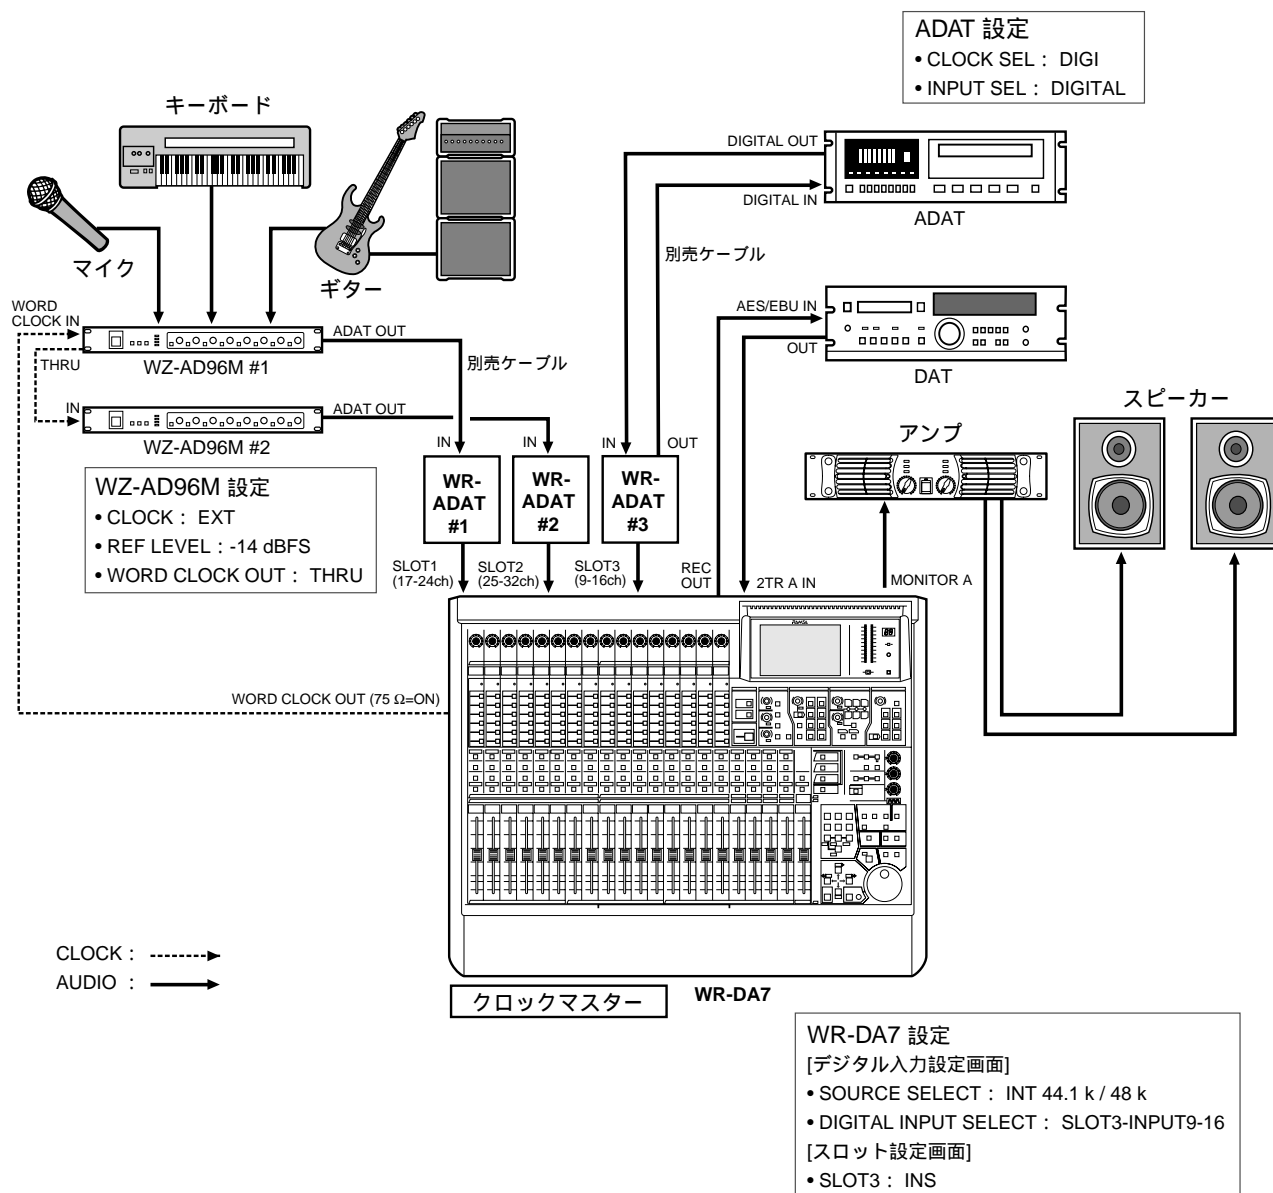 ADAT 設定
• CLOCK SEL： DIGI
• INPUT SEL： DIGITAL
キーボード
マイク
ギター
DIGITAL OUT
DIGITAL IN
ADAT
別売ケーブル
WORD
CLOCK IN
ADAT OUT
THRU
WZ-AD96M #1
別売ケーブル
AES/EBU IN
OUT
DAT
IN
ADAT OUT
WZ-AD96M #2
スピーカー
アンプ
WZ-AD96M 設定
• CLOCK： EXT
• REF LEVEL：-14 dBFS
• WORD CLOCK OUT： THRU
IN
WR-
ADAT
#1
IN
WR-
ADAT
#2
IN
OUT
WR-
ADAT
#3
SLOT1
(17-24ch)
SLOT2
(25-32ch)
SLOT3
(9-16ch)
REC
OUT
2TR A IN
MONITOR A
WORD CLOCK OUT (75 Ω=ON)
CLOCK：
AUDIO ：
クロックマスター
WR-DA7
WR-DA7 設定
[デジタル入力設定画面]
• SOURCE SELECT： INT 44.1 k / 48 k
• DIGITAL INPUT SELECT： SLOT3-INPUT9-16
[スロット設定画面]
• SLOT3： INS